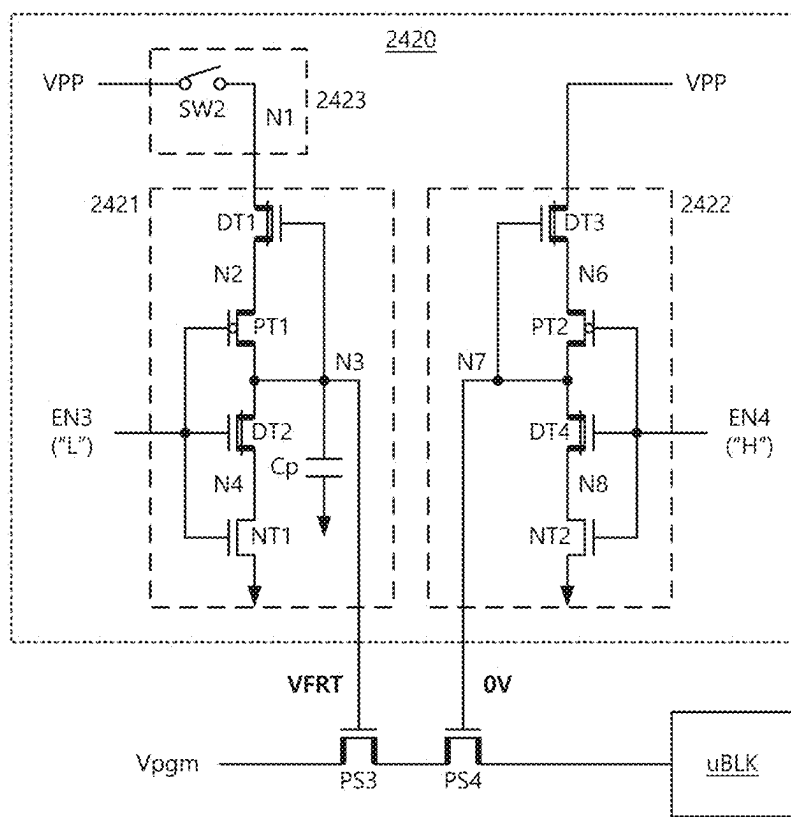 2420
VPP
SW2
N1
2423
VPP
2421
DT1
N2
PT1
N3
EN3
("L")
DT2
Cp
N4
NT1
2422
DT3
N6
PT2
N7
EN4
("H")
DT4
N8
NT2
VFRT
0V
Vpgm
PS3
PS4
uBLK